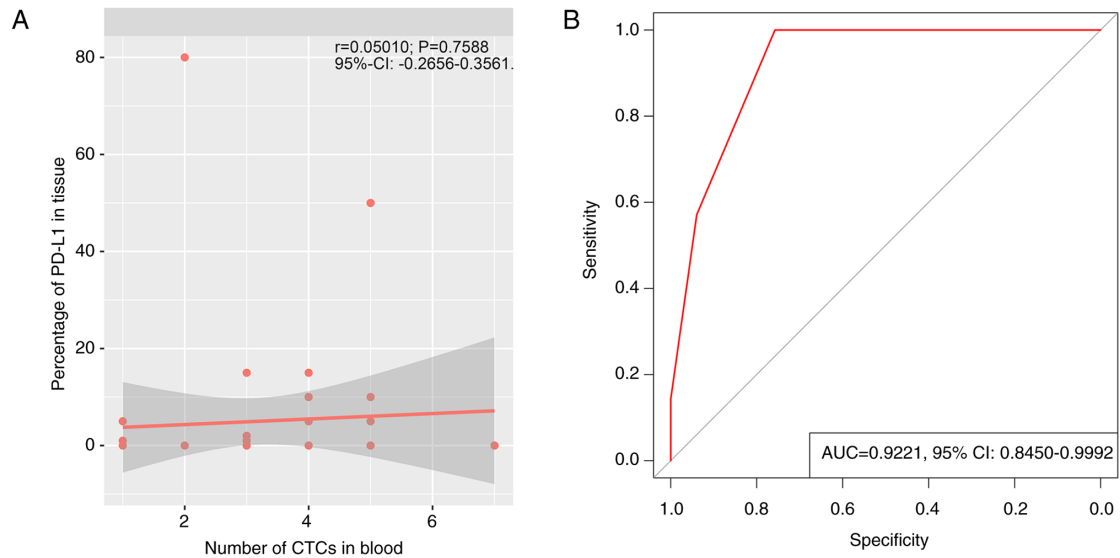 A
r=0.05010; P=0.7588
95%-CI: -0.2656-0.3561.
80
60
40
20
0
Percentage of PD-L1 in tissue
2
4
6
Number of CTCs in blood
B
1.0
0.8
0.6
0.4
0.2
0.0
Sensitivity
AUC=0.9221, 95% CI: 0.8450-0.9992
1.0
0.8
0.6
0.4
0.2
0.0
Specificity